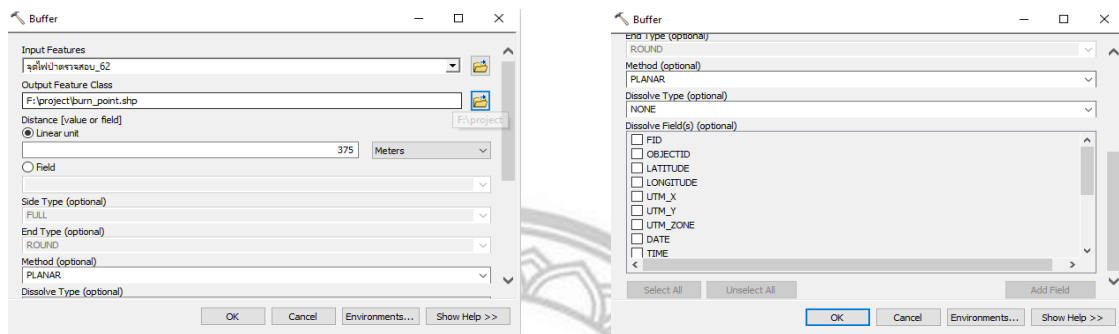 Buffer
Input Features
จุดไฟป่าตรวจสอบ_62
Output Feature Class
F:\project\burn_point.shp
Distance [value or field]
F:\project
Linear unit
375 Meters
Field
Side Type (optional)
FULL
End Type (optional)
ROUND
Method (optional)
PLANAR
Dissolve Type (optional)
OK Cancel Environments... Show Help >>
Buffer
End Type (optional)
ROUND
Method (optional)
PLANAR
Dissolve Type (optional)
NONE
Dissolve Field(s) (optional)
FID
OBJECTID
LATITUDE
LONGITUDE
UTM_X
UTM_Y
UTM_ZONE
DATE
TIME
Select All Unselect All Add Field
OK Cancel Environments... Show Help >>